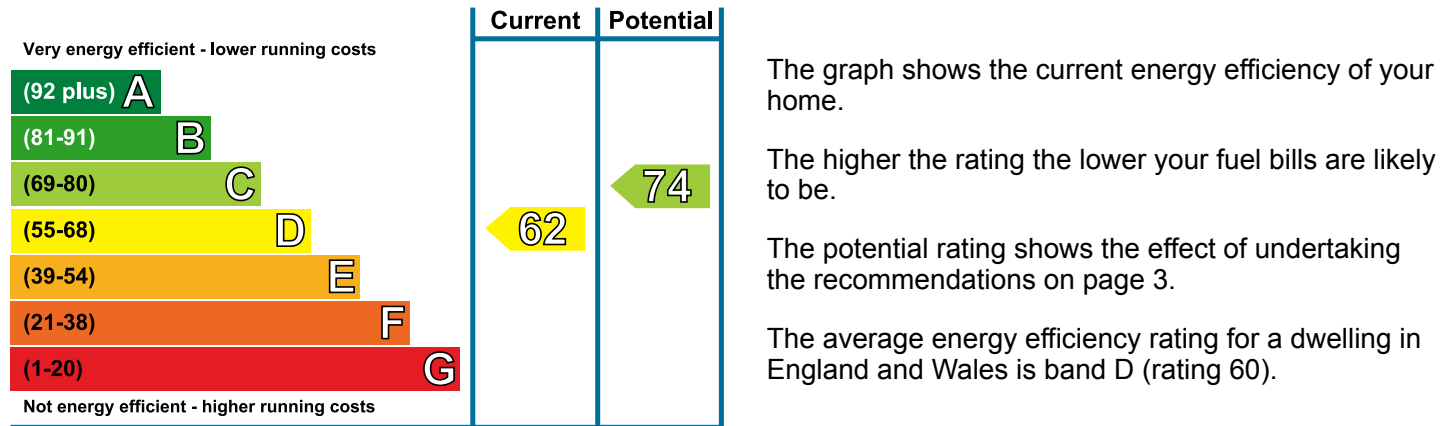 Current Potential
Very energy efficient - lower running costs
(92 plus) A
(81-91) B
(69-80) C
(55-68) D
(39-54) E
(21-38) F
(1-20) G
Not energy efficient - higher running costs
62
74
The graph shows the current energy efficiency of your
home.
The higher the rating the lower your fuel bills are likely
to be.
The potential rating shows the effect of undertaking
the recommendations on page 3.
The average energy efficiency rating for a dwelling in
England and Wales is band D (rating 60).